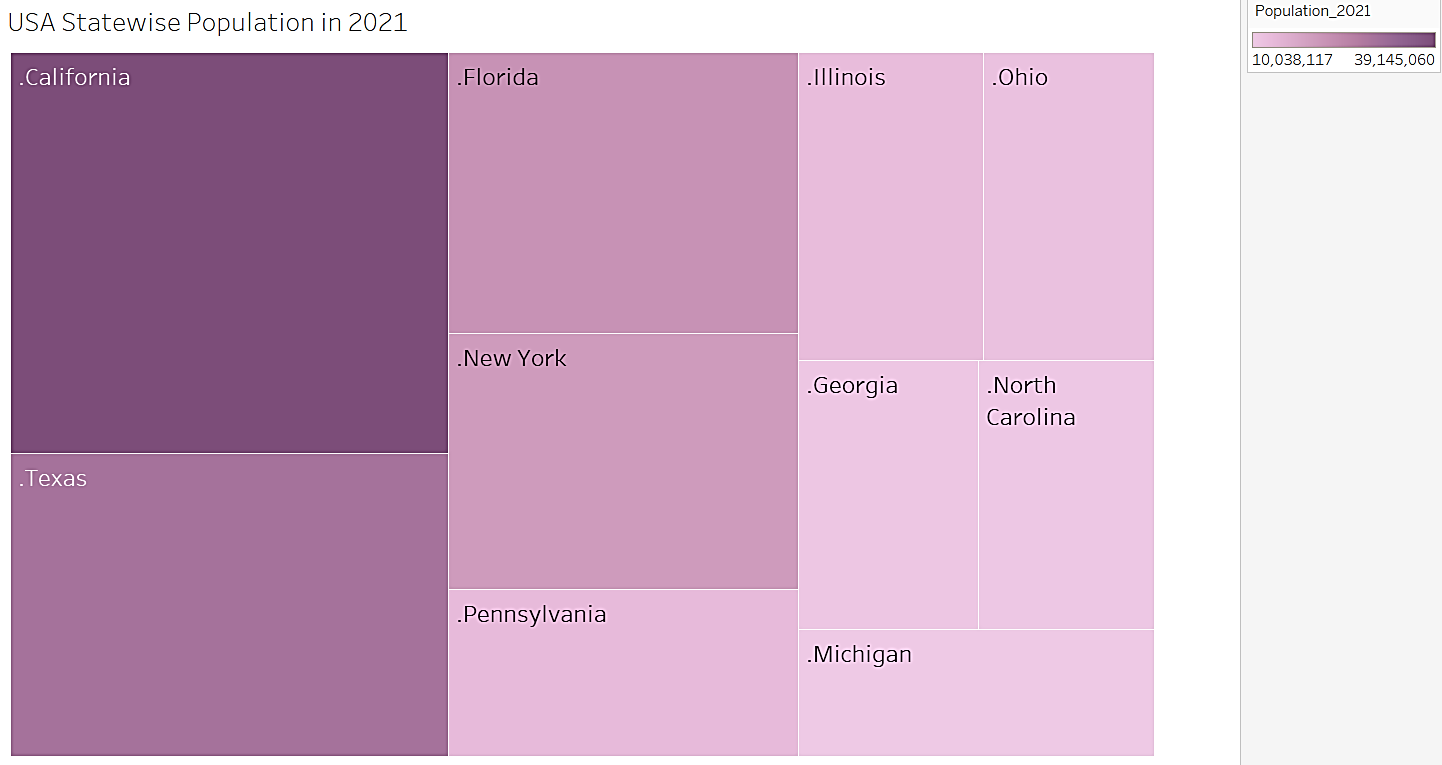 USA Statewise Population in 2021
.California
.Texas
.Florida
.New York
.Pennsylvania
.Illinois
.Ohio
.Georgia
.North
Carolina
.Michigan
Population_2021
10,038,117 39,145,060